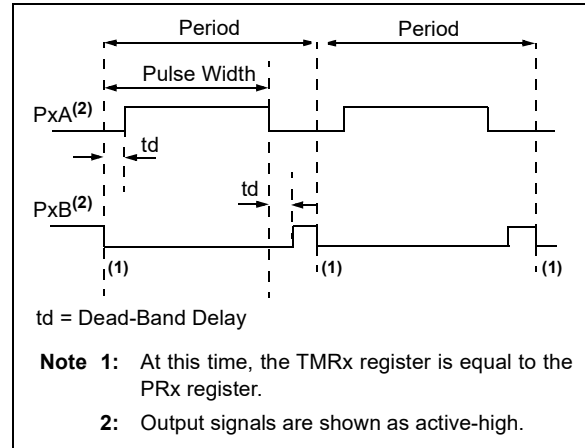 Period Period
Pulse Width
PxA(2)
td
td
PxB(2)
(1) (1) (1)
td = Dead-Band Delay
Note 1: At this time, the TMRx register is equal to the
PRx register.
2: Output signals are shown as active-high.